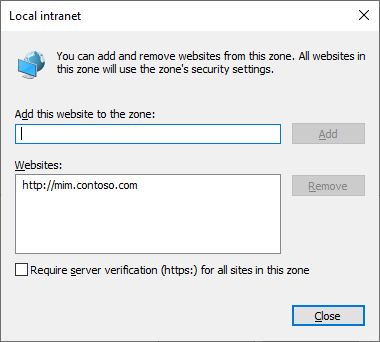 Local intranet
You can add and remove websites from this zone. All websites in
this zone will use the zone's security settings.
Add this website to the zone:
Add
Websites:
http://mim.contoso.com
Remove
Require server verification (https:) for all sites in this zone
Close